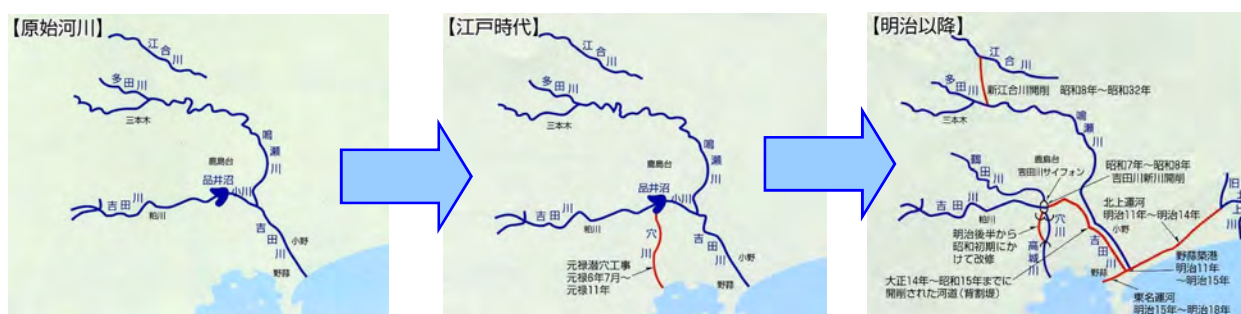 【原始河川】
江合川
多田川
三本木
鳴瀬川
鹿島台
品井沼
小川
吉田川
粕川
吉田川
小野
野蒜
【江戸時代】
江合川
多田川
三本木
鳴瀬川
鹿島台
品井沼
小川
吉田川
粕川
穴川
吉田川
小野
野蒜
元禄潜穴工事
元禄6年7月～
元禄11年
【明治以降】
江合川
多田川
新江合川開削 昭和8年～昭和32年
三本木
鳴瀬川
鶴田川
鹿島台
吉田川サイフォン
昭和7年～昭和8年
吉田川新川開削
吉田川
粕川
穴川
高城川
吉田川
小野
野蒜
北上運河
明治11年～明治14年
旧北上川
明治後半から
昭和初期にか
けて改修
大正14年～昭和15年までに
開削された河道（背割堤）
野蒜築港
明治11年
～明治15年
東名運河
明治15年～明治18年